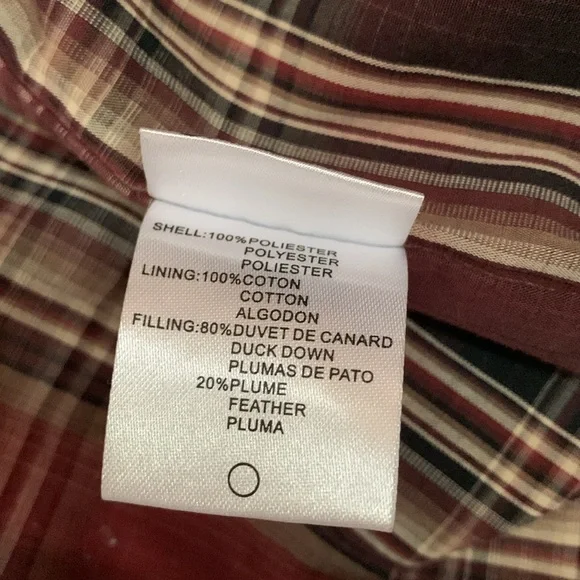 SHELL:100%POLIESTER
POLYESTER
POLIESTER
LINING:100%COTON
COTTON
ALGODON
FILLING:80%DUVET DE CANARD
DUCK DOWN
PLUMAS DE PATO
20%PLUME
FEATHER
PLUMA